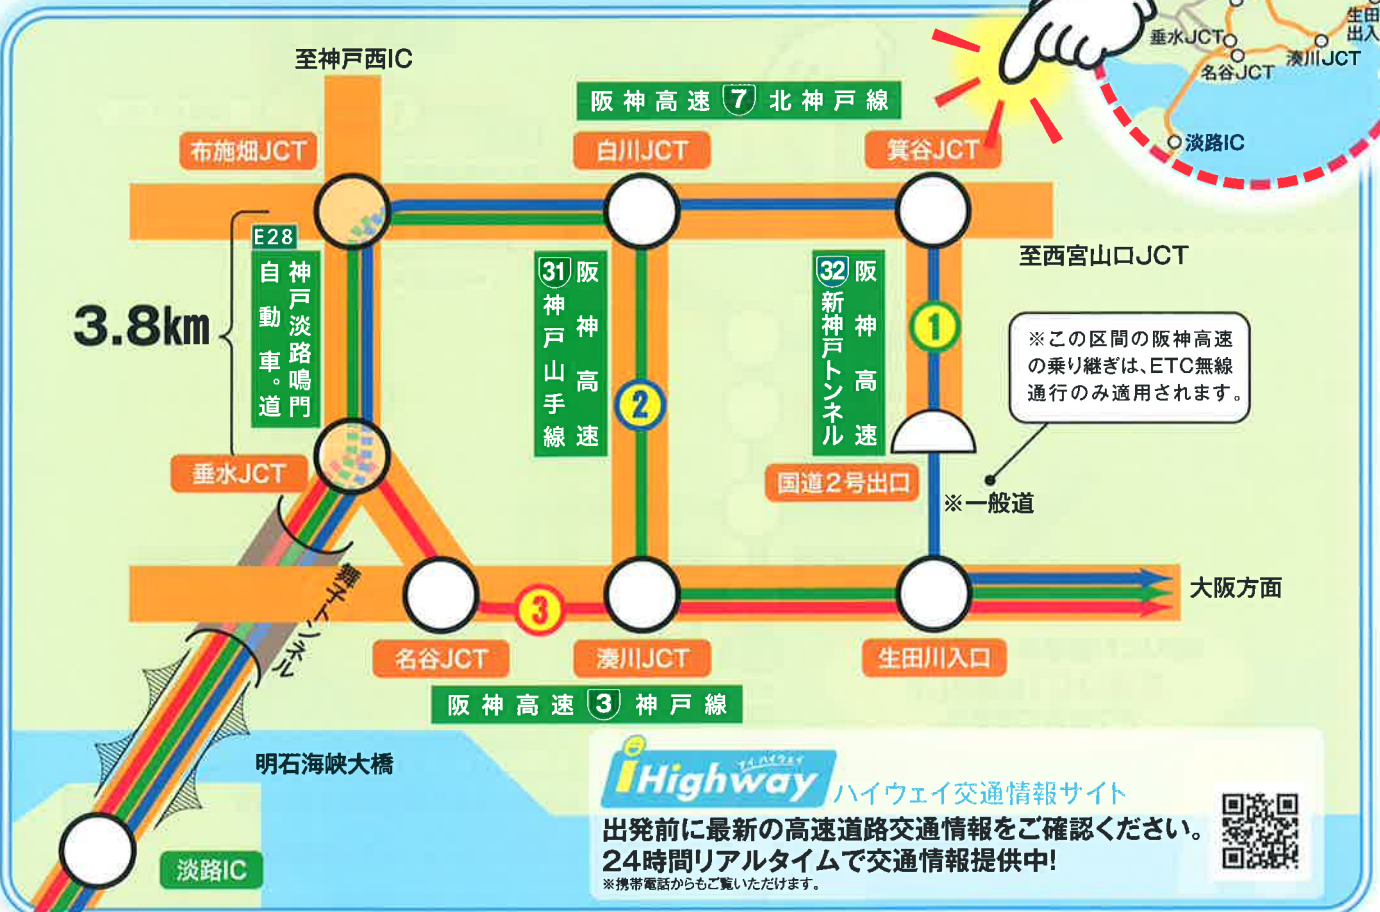 至神戸西IC
阪神高速 7 北神戸線
布施畑JCT
白川JCT
箕谷JCT
垂水JCT
名谷JCT
湊川JCT
生田
出入
淡路IC
至西宮山口JCT
E28
神戸淡路鳴門
自動車。道
3.8km
31 阪神高速
神戸山手線
32 阪神高速
新神戸トンネル
1
2
※この区間の阪神高速
の乗り継ぎは、ETC無線
通行のみ適用されます。
垂水JCT
国道2号出口
※一般道
舞子トンネル
3
大阪方面
名谷JCT
湊川JCT
生田川入口
阪神高速 3 神戸線
明石海峡大橋
淡路IC
アイ ハイウェイ
iHighway
ハイウェイ交通情報サイト
出発前に最新の高速道路交通情報をご確認ください。
24時間リアルタイムで交通情報提供中!
※携帯電話からもご覧いただけます。